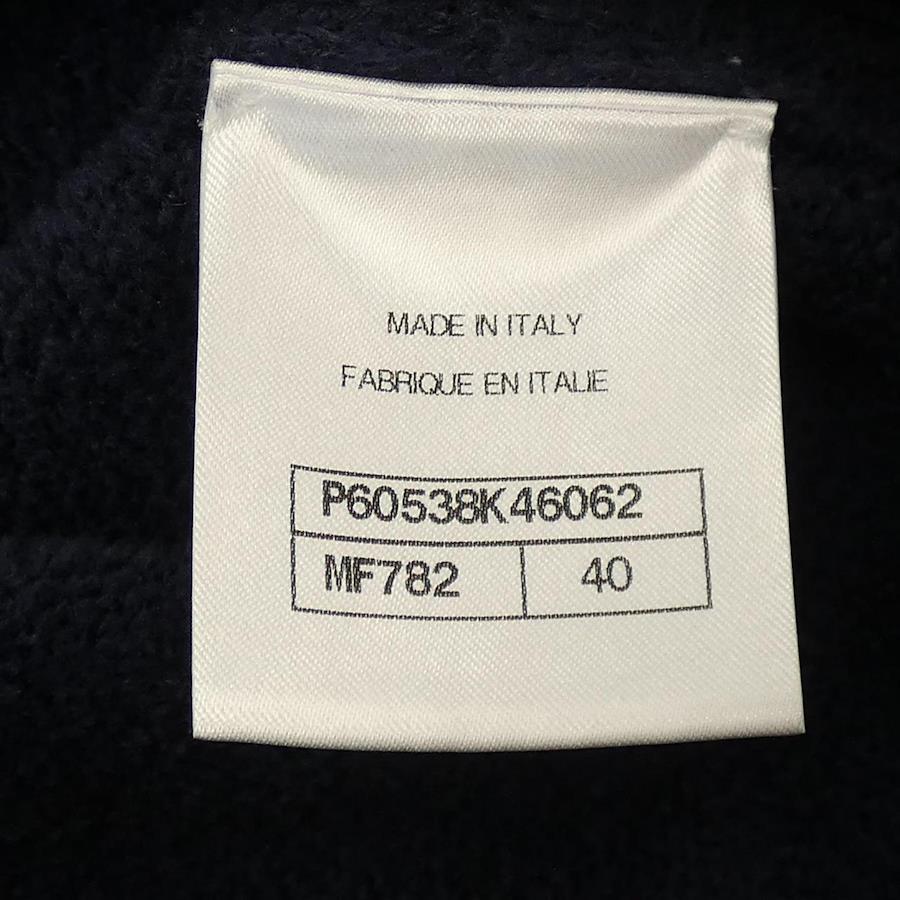 MADE IN ITALY
FABRIQUE EN ITALIE
P60538K46062
MF782 40